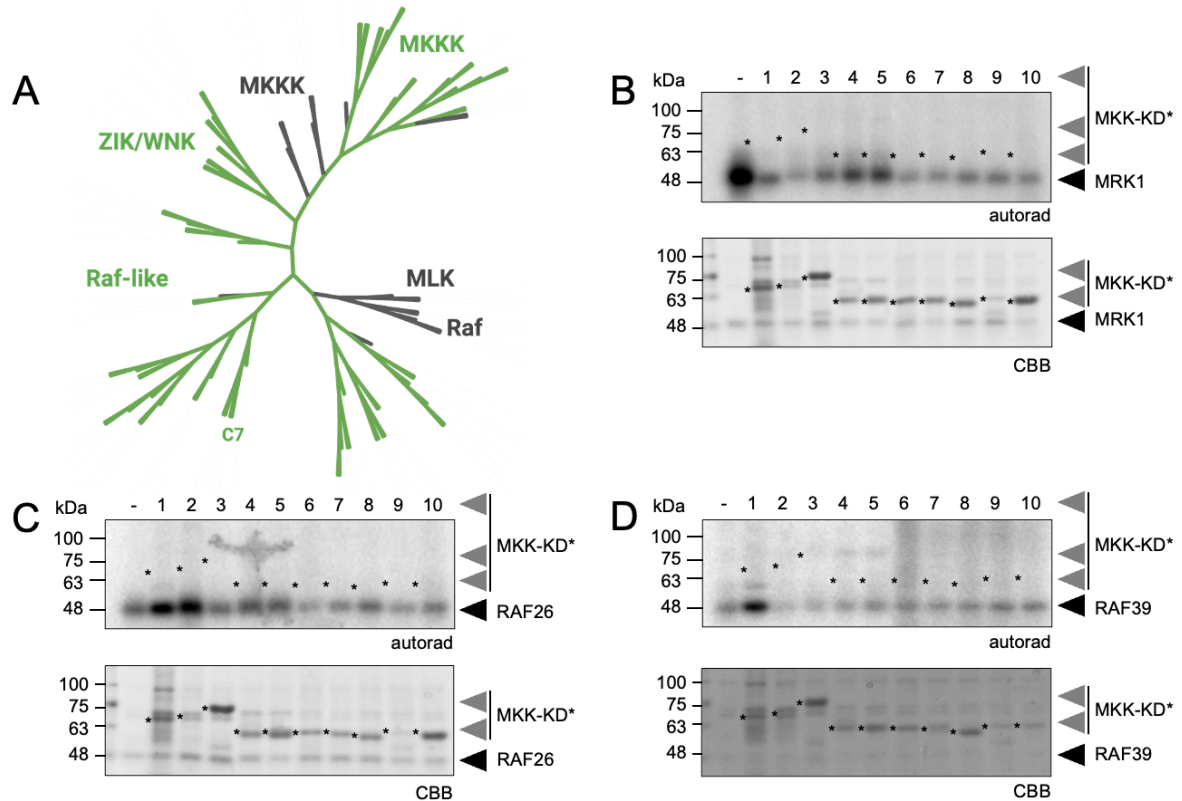 A
MKKK
MKKK
ZIK/WNK
Raf-like
MLK
Raf
C7
B
kDa - 1 2 3 4 5 6 7 8 9 10
100
75
63
48
* * * * * * * * * *
MKK-KD*
MRK1
autorad
100
75
63
48
* * * * * * * * * *
MKK-KD*
MRK1
CBB
C
kDa - 1 2 3 4 5 6 7 8 9 10
100
75
63
48
* * * * * * * * * *
MKK-KD*
RAF26
autorad
100
75
63
48
* * * * * * * * * *
MKK-KD*
RAF26
CBB
D
kDa - 1 2 3 4 5 6 7 8 9 10
100
75
63
48
* * * * * * * * * *
MKK-KD*
RAF39
autorad
100
75
63
48
* * * * * * * * * *
MKK-KD*
RAF39
CBB